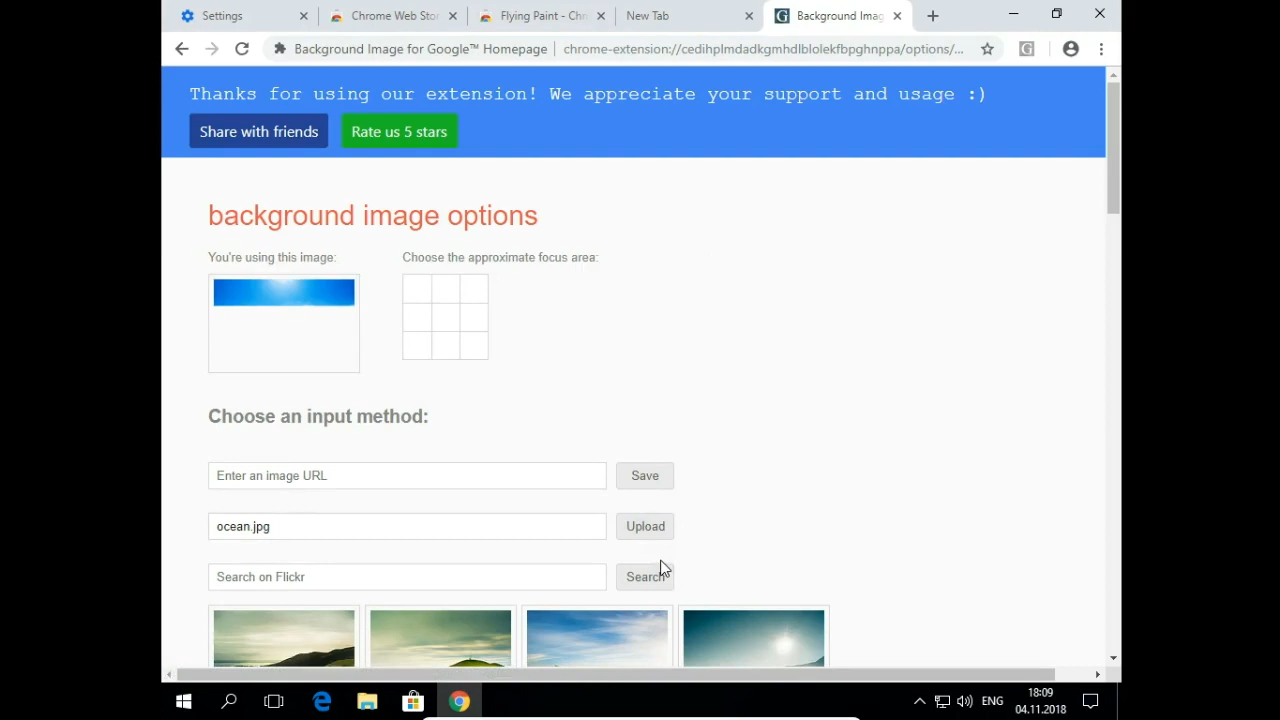 Settings
Chrome Web Stor
Flying Paint - Chr
New Tab
Background Imag
Background Image for Google™ Homepage
chrome-extension://cedihplmdadkgmhdlblolekfbpghnppa/options/...
G
Thanks for using our extension! We appreciate your support and usage :)
Share with friends
Rate us 5 stars
background image options
You're using this image:
Choose the approximate focus area:
Choose an input method:
Enter an image URL
Save
ocean.jpg
Upload
Search on Flickr
Search
ENG
18:09
04.11.2018